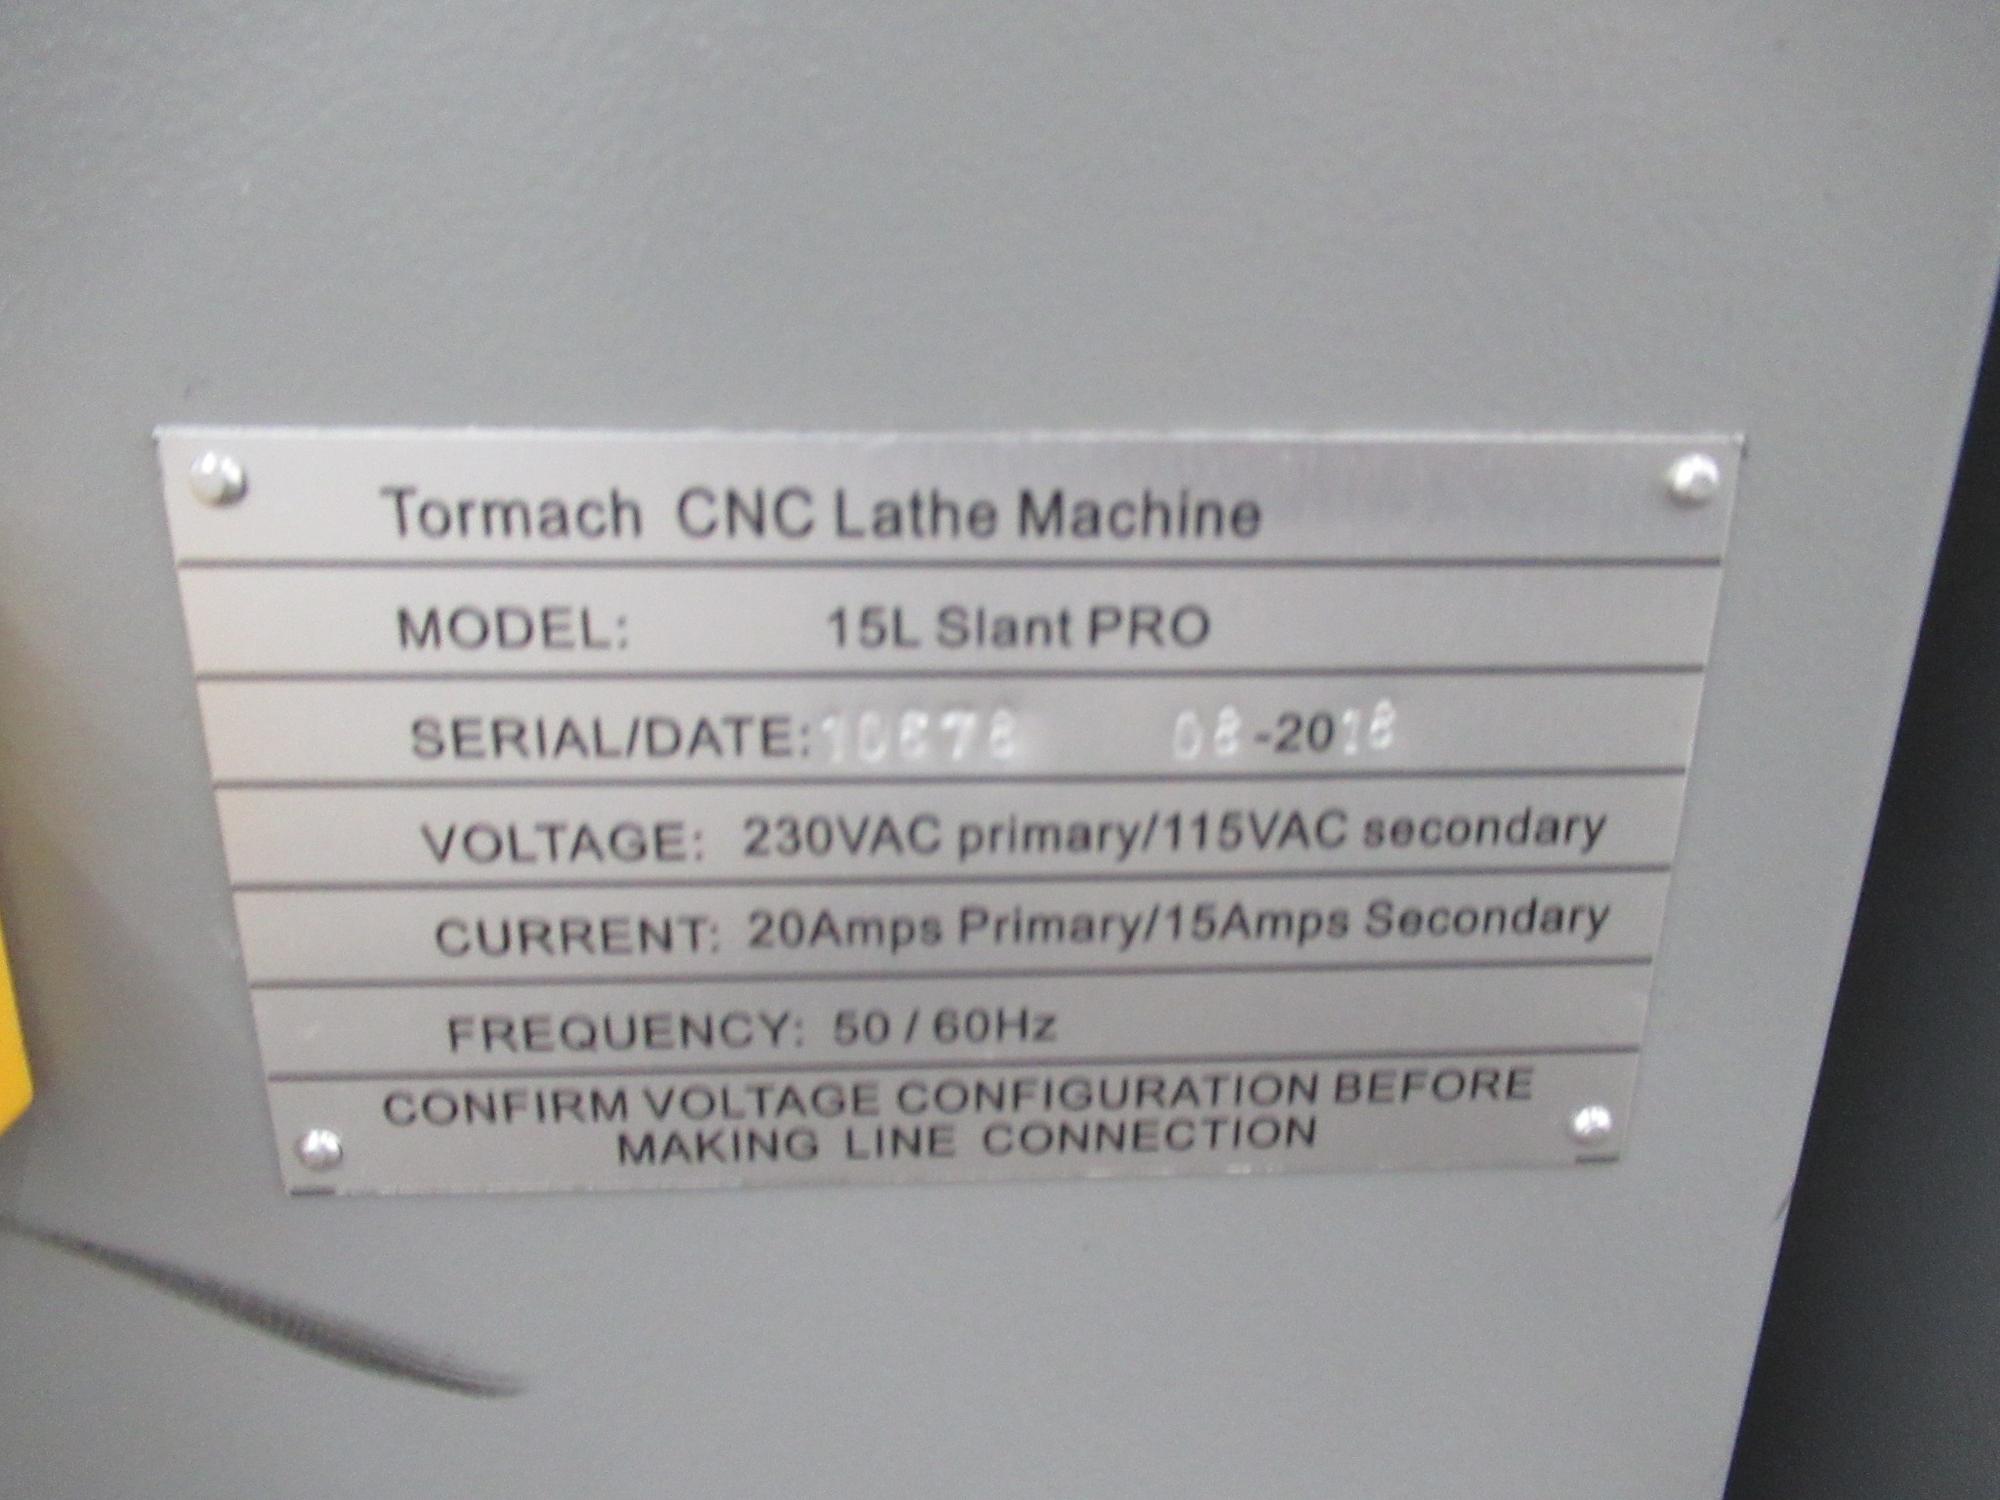 Tormach CNC Lathe Machine
MODEL: 15L Slant PRO
SERIAL/DATE: -20
VOLTAGE: 230VAC primary/115VAC secondary
CURRENT: 20Amps Primary/15Amps Secondary
FREQUENCY: 50 / 60Hz
CONFIRM VOLTAGE CONFIGURATION BEFORE
MAKING LINE CONNECTION